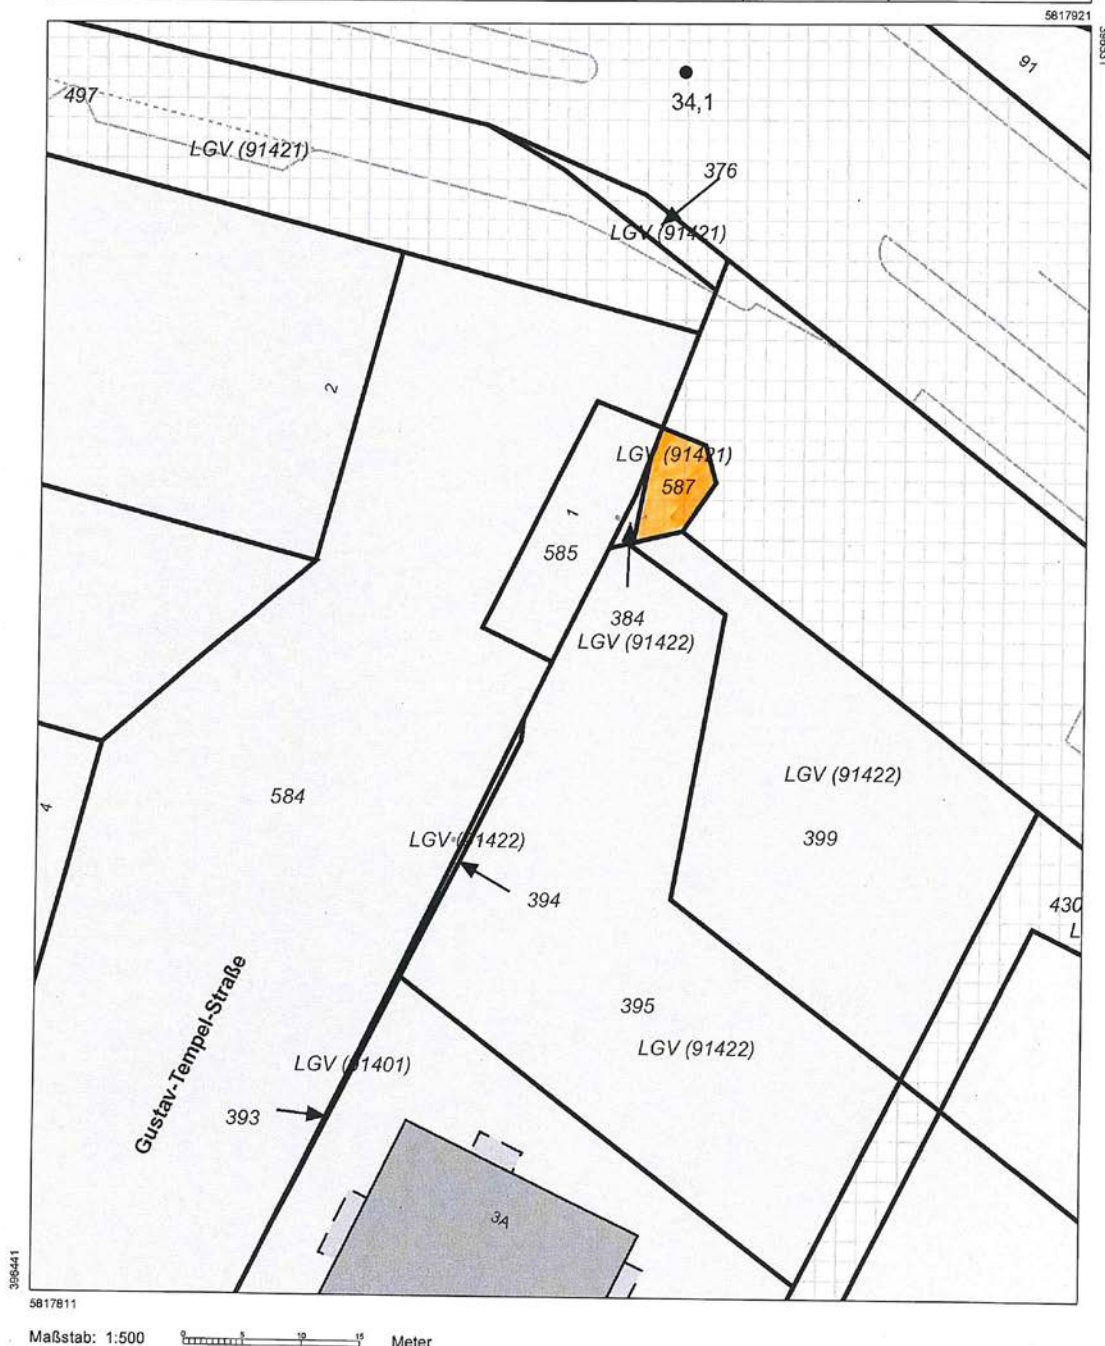 5817921
497
34,1
91
LGV (91421)
376
LGV (91421)
2
LGV (91421)
587
1
585
384
LGV (91422)
LGV (91422)
584
4
LGV (91422)
399
394
430
L
395
LGV (91422)
Gustav-Tempel-Straße
LGV (91401)
393
3A
396441
5817811
Maßstab: 1:500
0 5 10 15
Meter